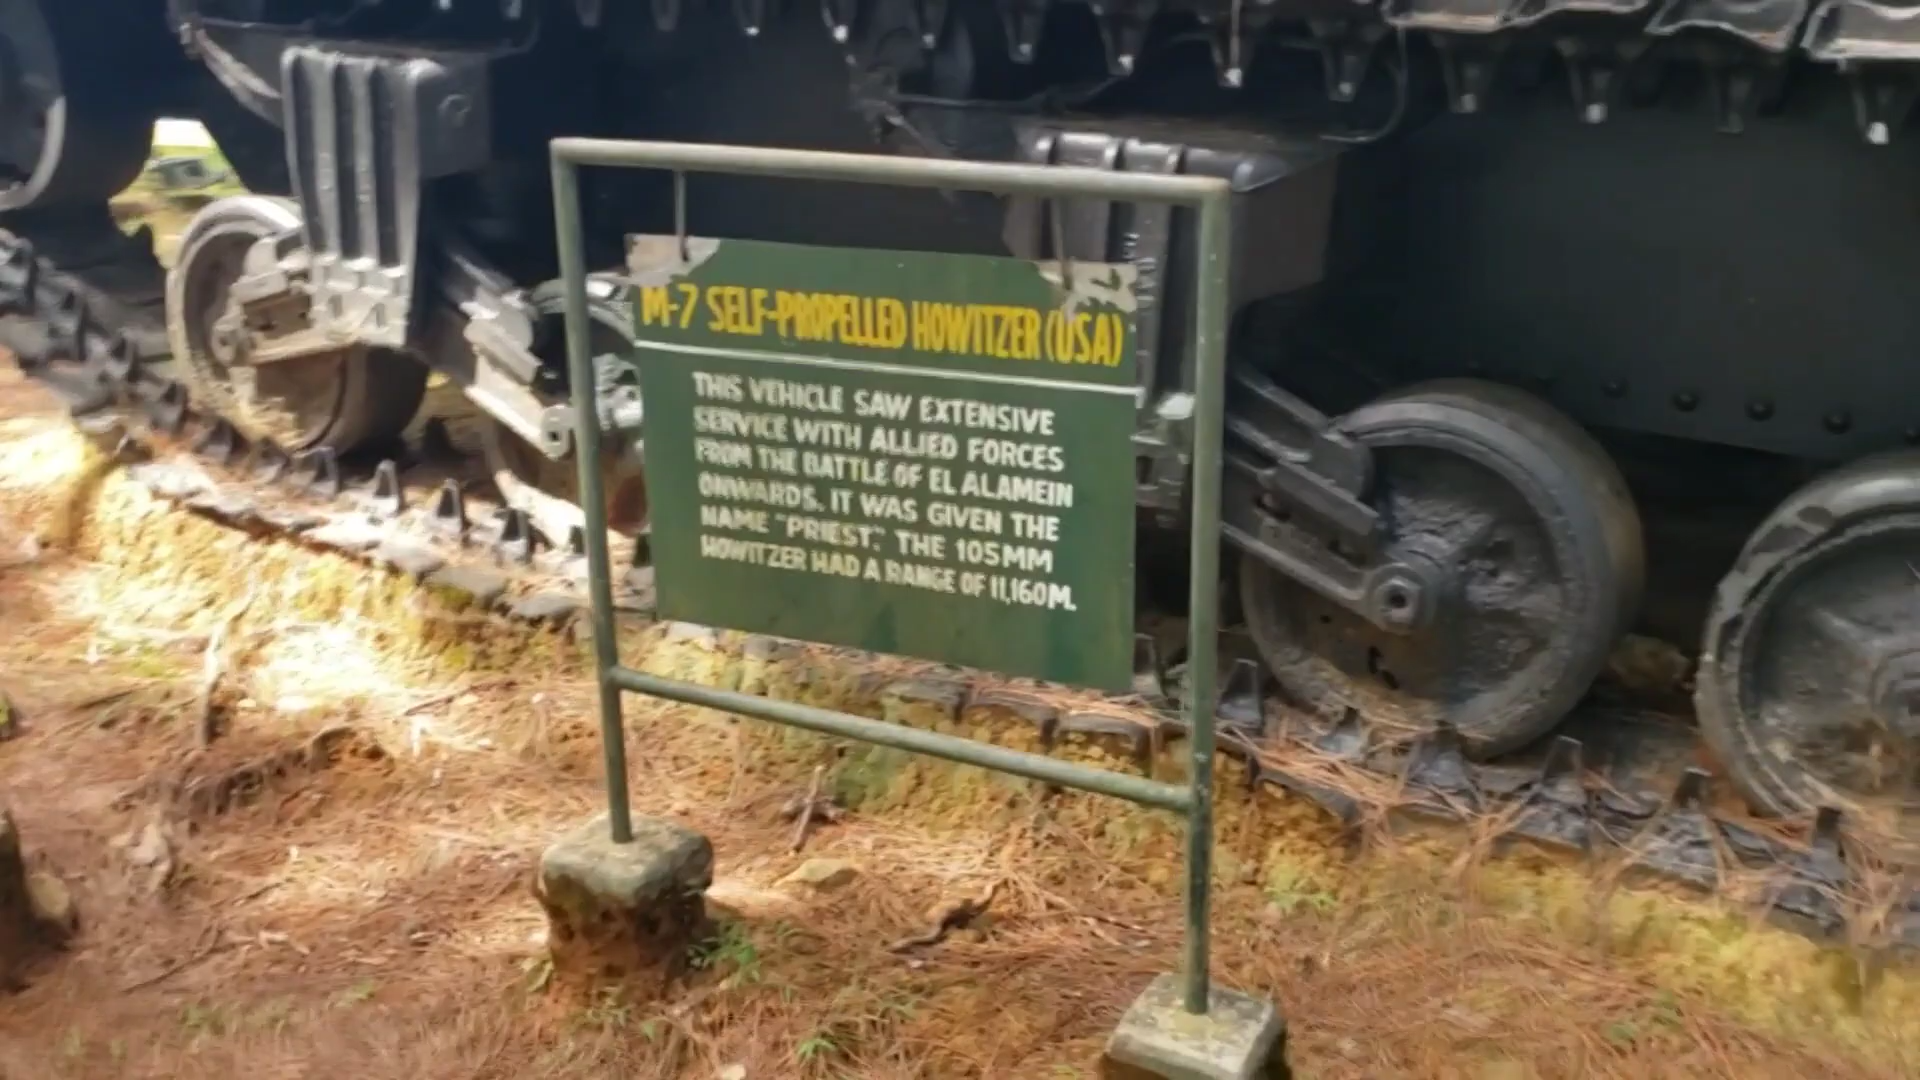 M-7 SELF-PROPELLED HOWITZER (USA)
THIS VEHICLE SAW EXTENSIVE
SERVICE WITH ALLIED FORCES
FROM THE BATTLE OF EL ALAMEIN
ONWARDS. IT WAS GIVEN THE
NAME "PRIEST". THE 105MM
HOWITZER HAD A RANGE OF 11,160M.